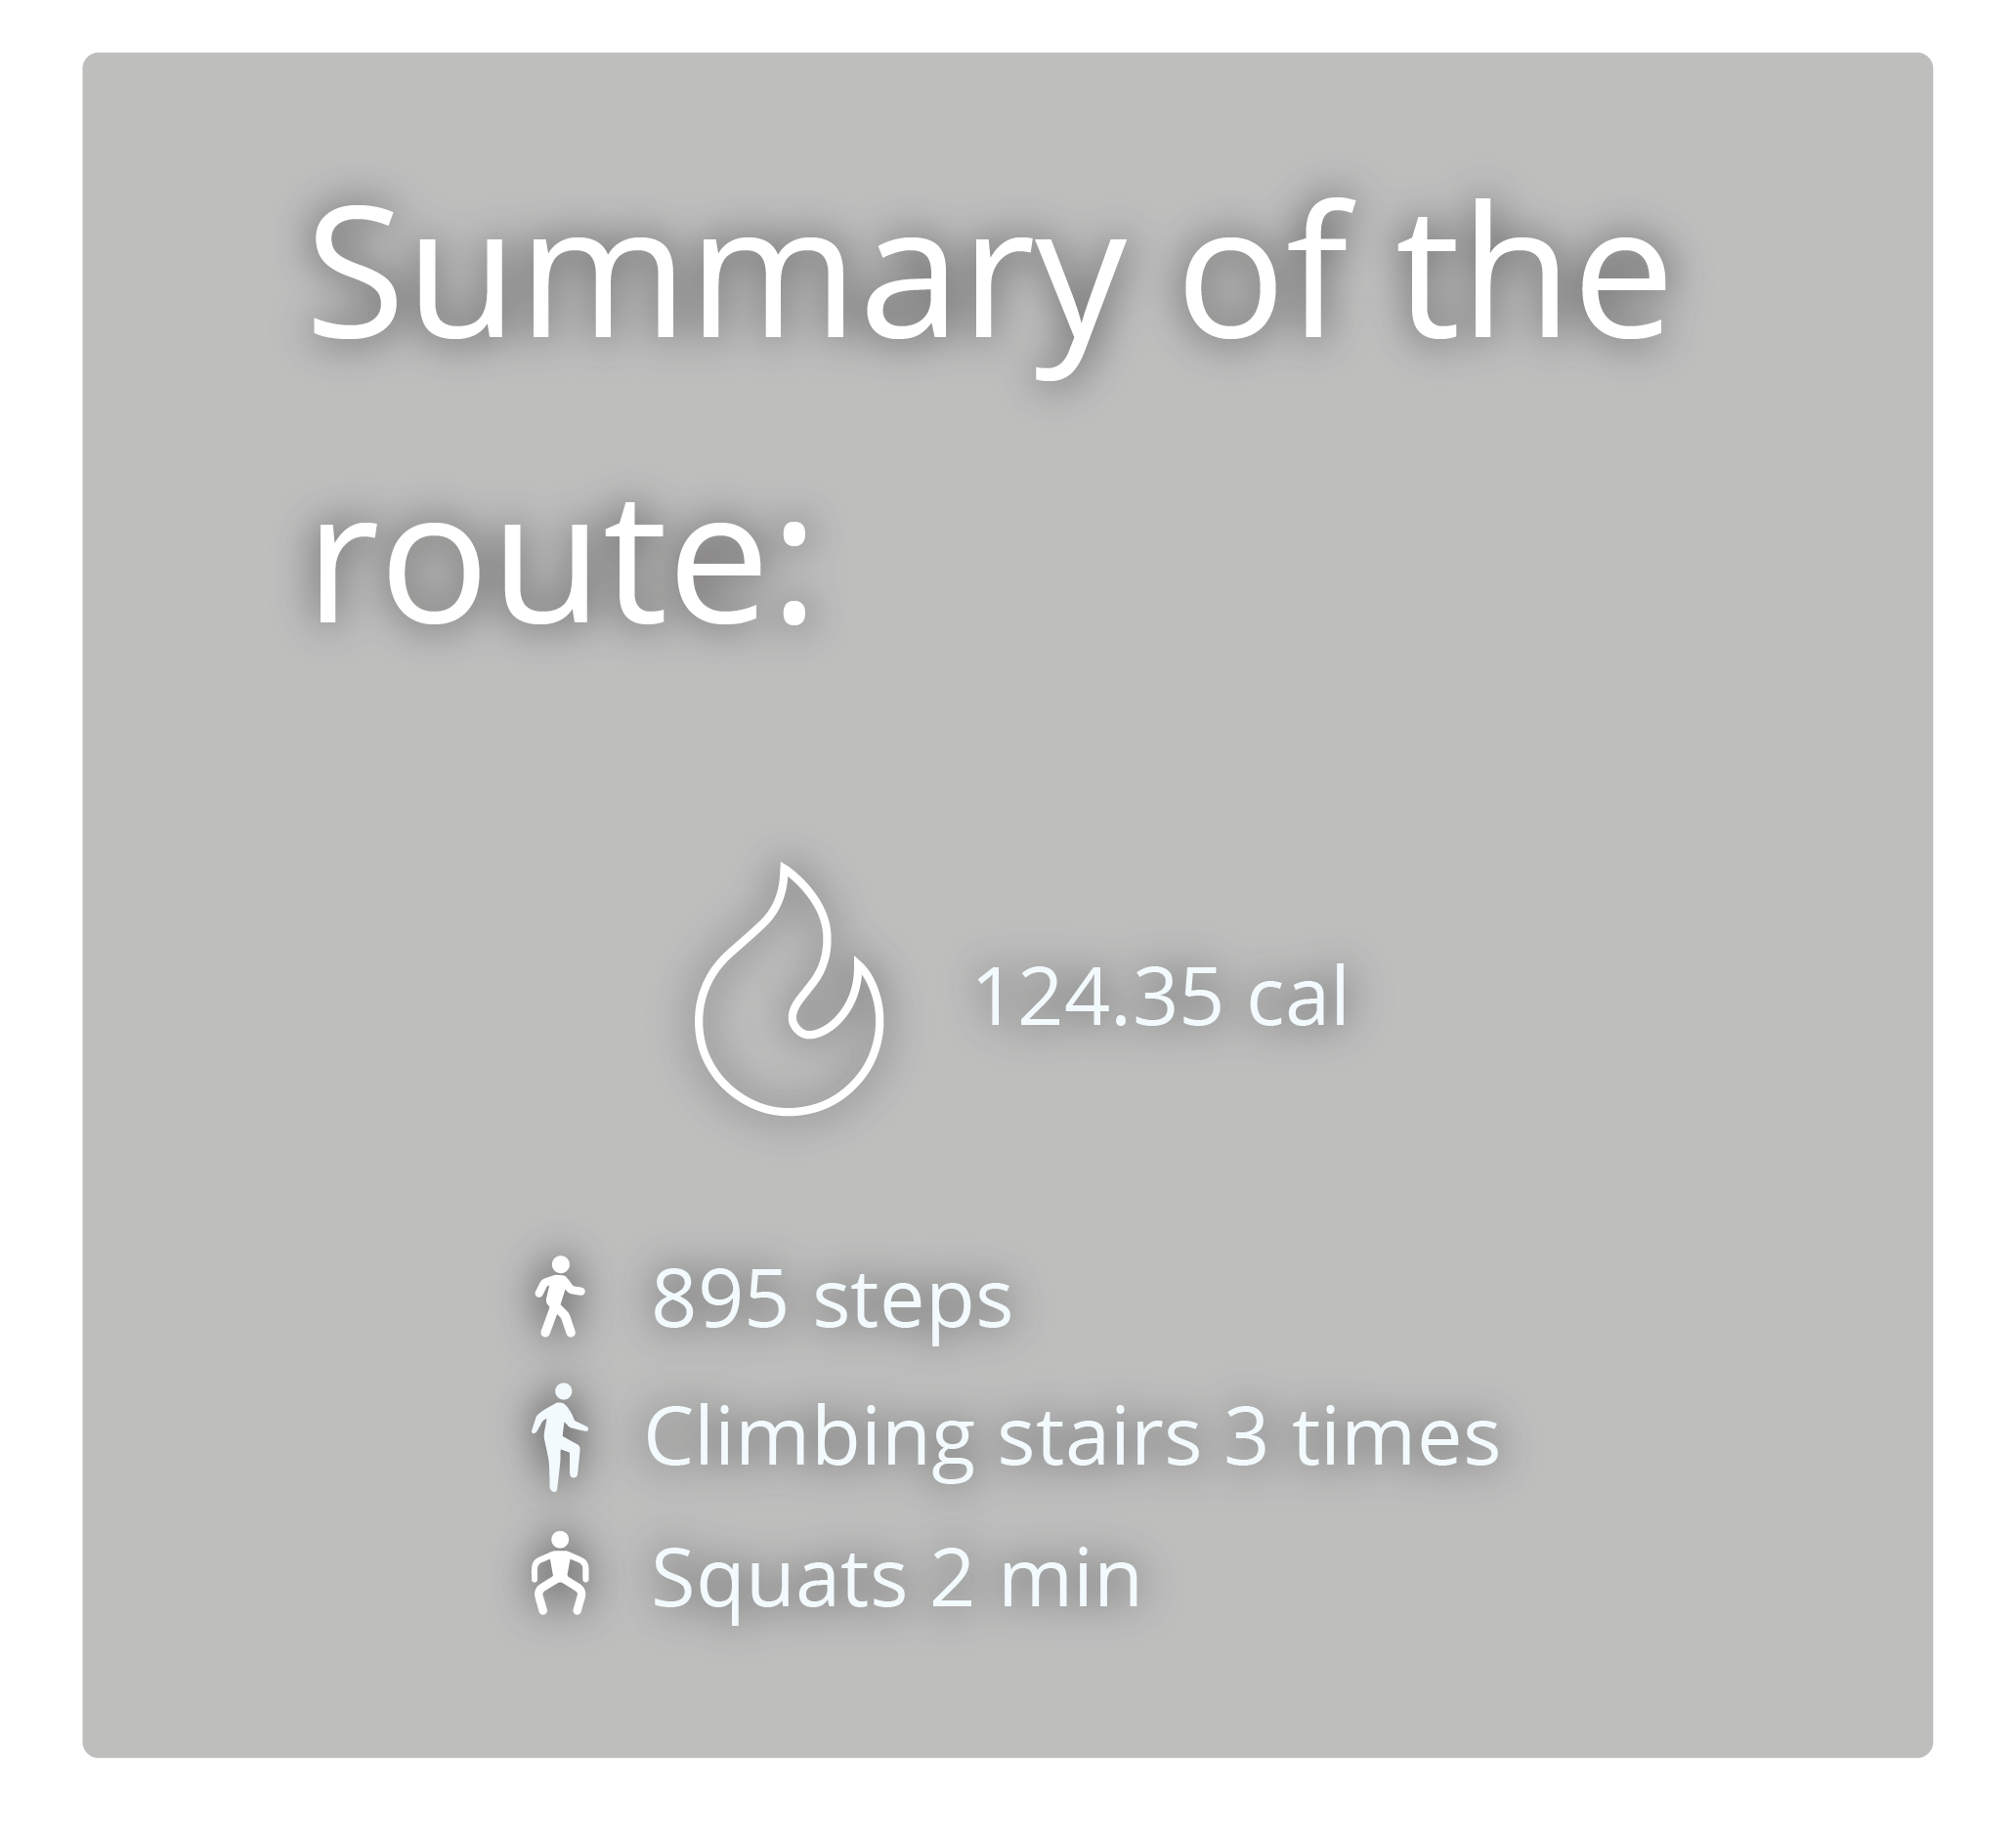 Summary of the
route:
124.35 cal
895 steps
Climbing stairs 3 times
Squats 2 min